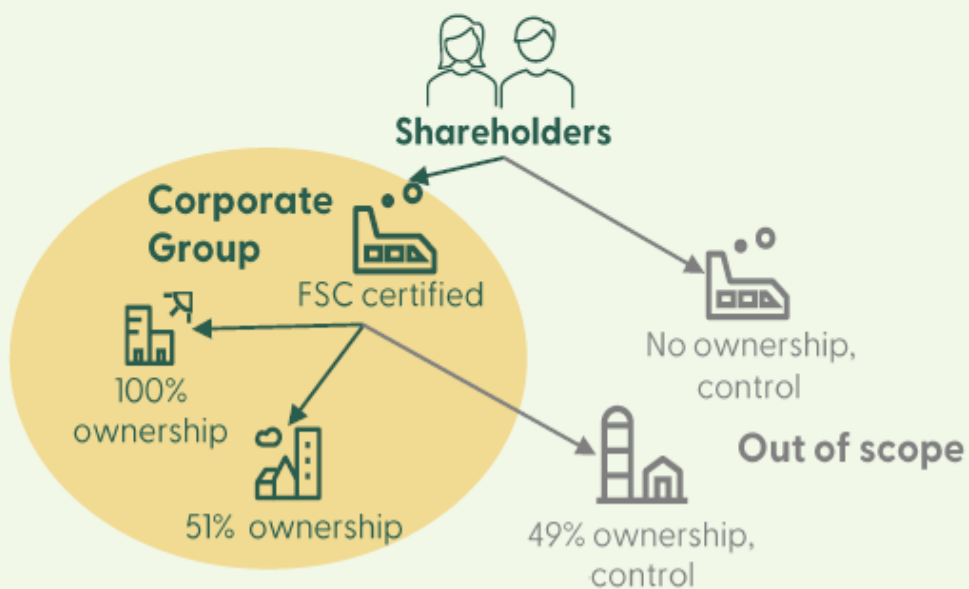 Shareholders
Corporate
Group
FSC certified
100%
ownership
51% ownership
No ownership,
control
Out of scope
49% ownership,
control